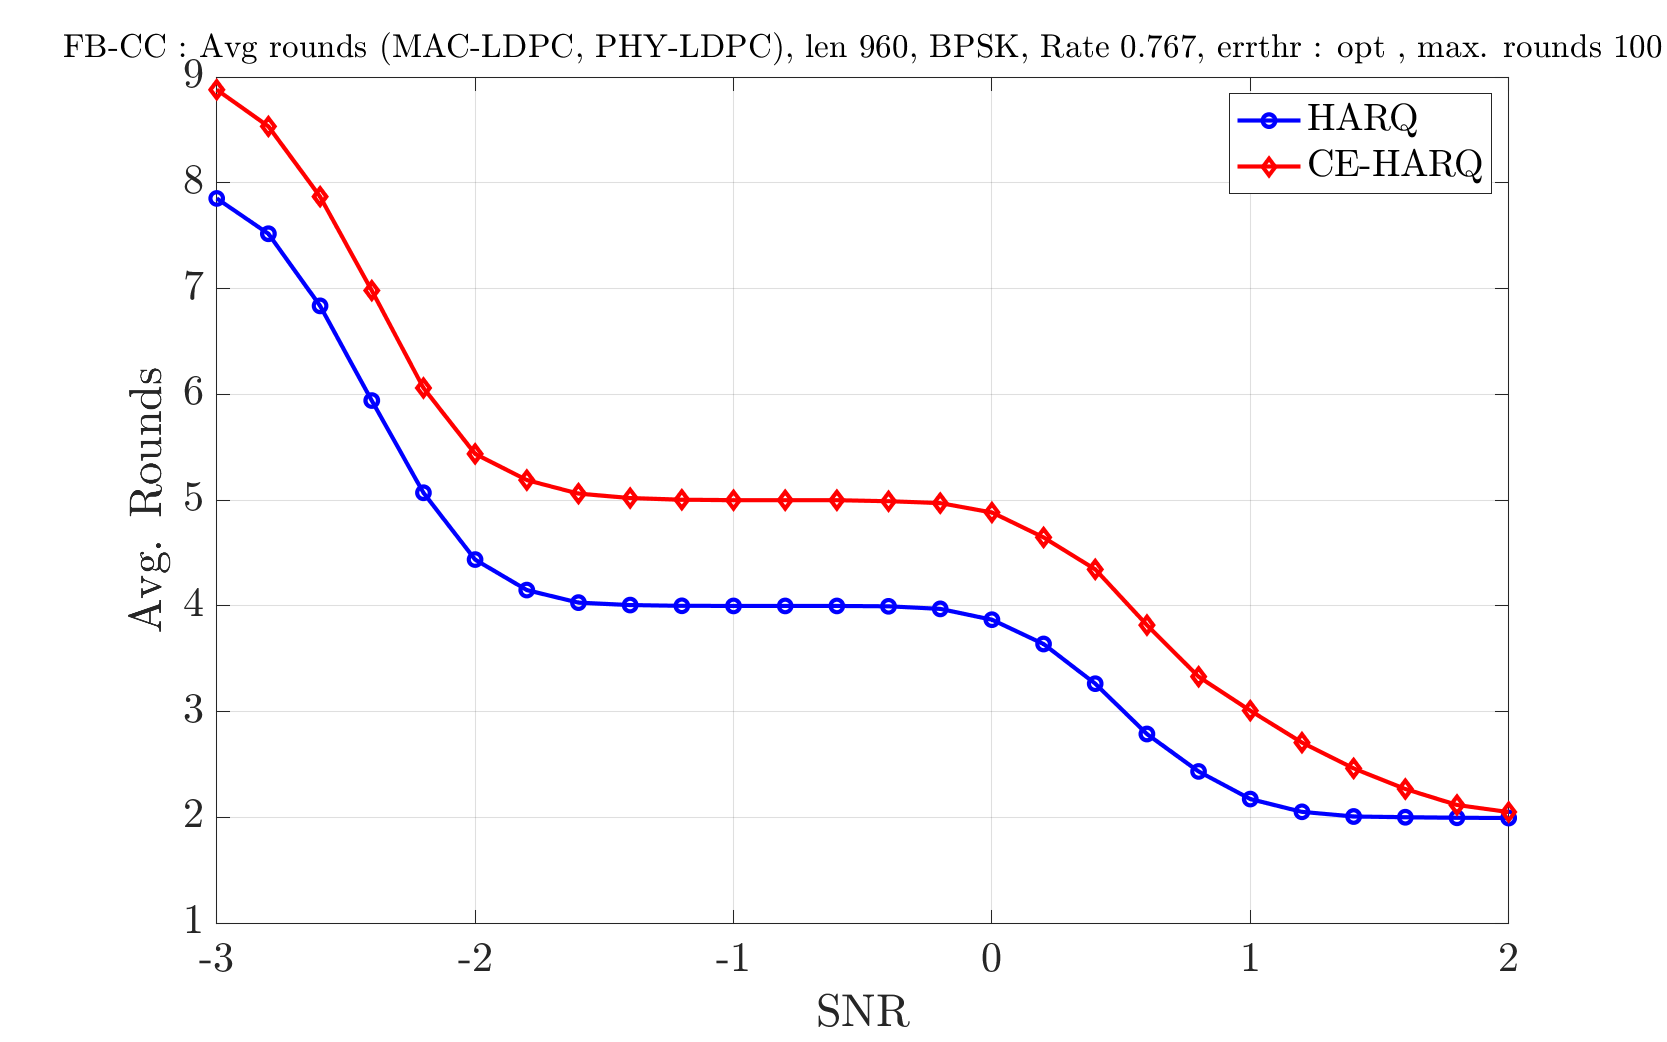 FB-CC : Avg rounds (MAC-LDPC, PHY-LDPC), len 960, BPSK, Rate 0.767, errthr : opt , max. rounds 100
HARQ
CE-HARQ
9
8
7
6
5
4
3
2
1
Avg. Rounds
-3 -2 -1 0 1 2
SNR